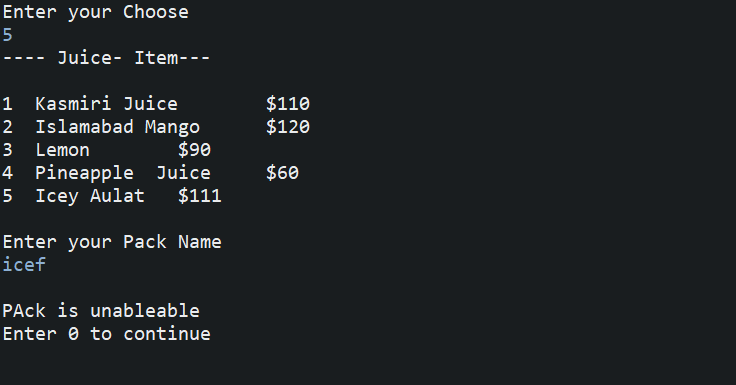 Enter your Choose
5
---- Juice- Item---
1 Kasmiri Juice $110
2 Islamabad Mango $120
3 Lemon $90
4 Pineapple Juice $60
5 Icey Aulat $111
Enter your Pack Name
icef
PAck is unableable
Enter 0 to continue